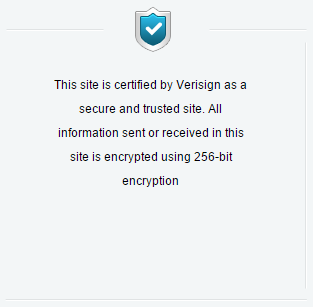 This site is certified by Verisign as a
secure and trusted site. All
information sent or received in this
site is encrypted using 256-bit
encryption